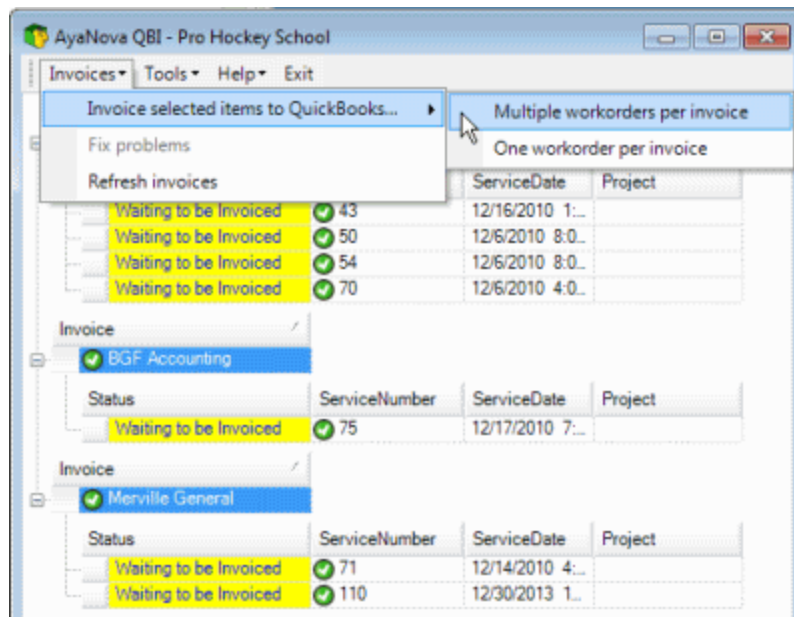 AyaNova QBI - Pro Hockey School
Invoices Tools Help Exit
Invoice selected items to QuickBooks...
Multiple workorders per invoice
Fix problems
One workorder per invoice
Refresh invoices
ServiceDate Project
Waiting to be Invoiced 43 12/16/2010 1:...
Waiting to be Invoiced 50 12/6/2010 8:0...
Waiting to be Invoiced 54 12/6/2010 8:0...
Waiting to be Invoiced 70 12/6/2010 4:0...
Invoice
BGF Accounting
Status ServiceNumber ServiceDate Project
Waiting to be Invoiced 75 12/17/2010 7:...
Invoice
Merville General
Status ServiceNumber ServiceDate Project
Waiting to be Invoiced 71 12/14/2010 4:...
Waiting to be Invoiced 110 12/30/2013 1...